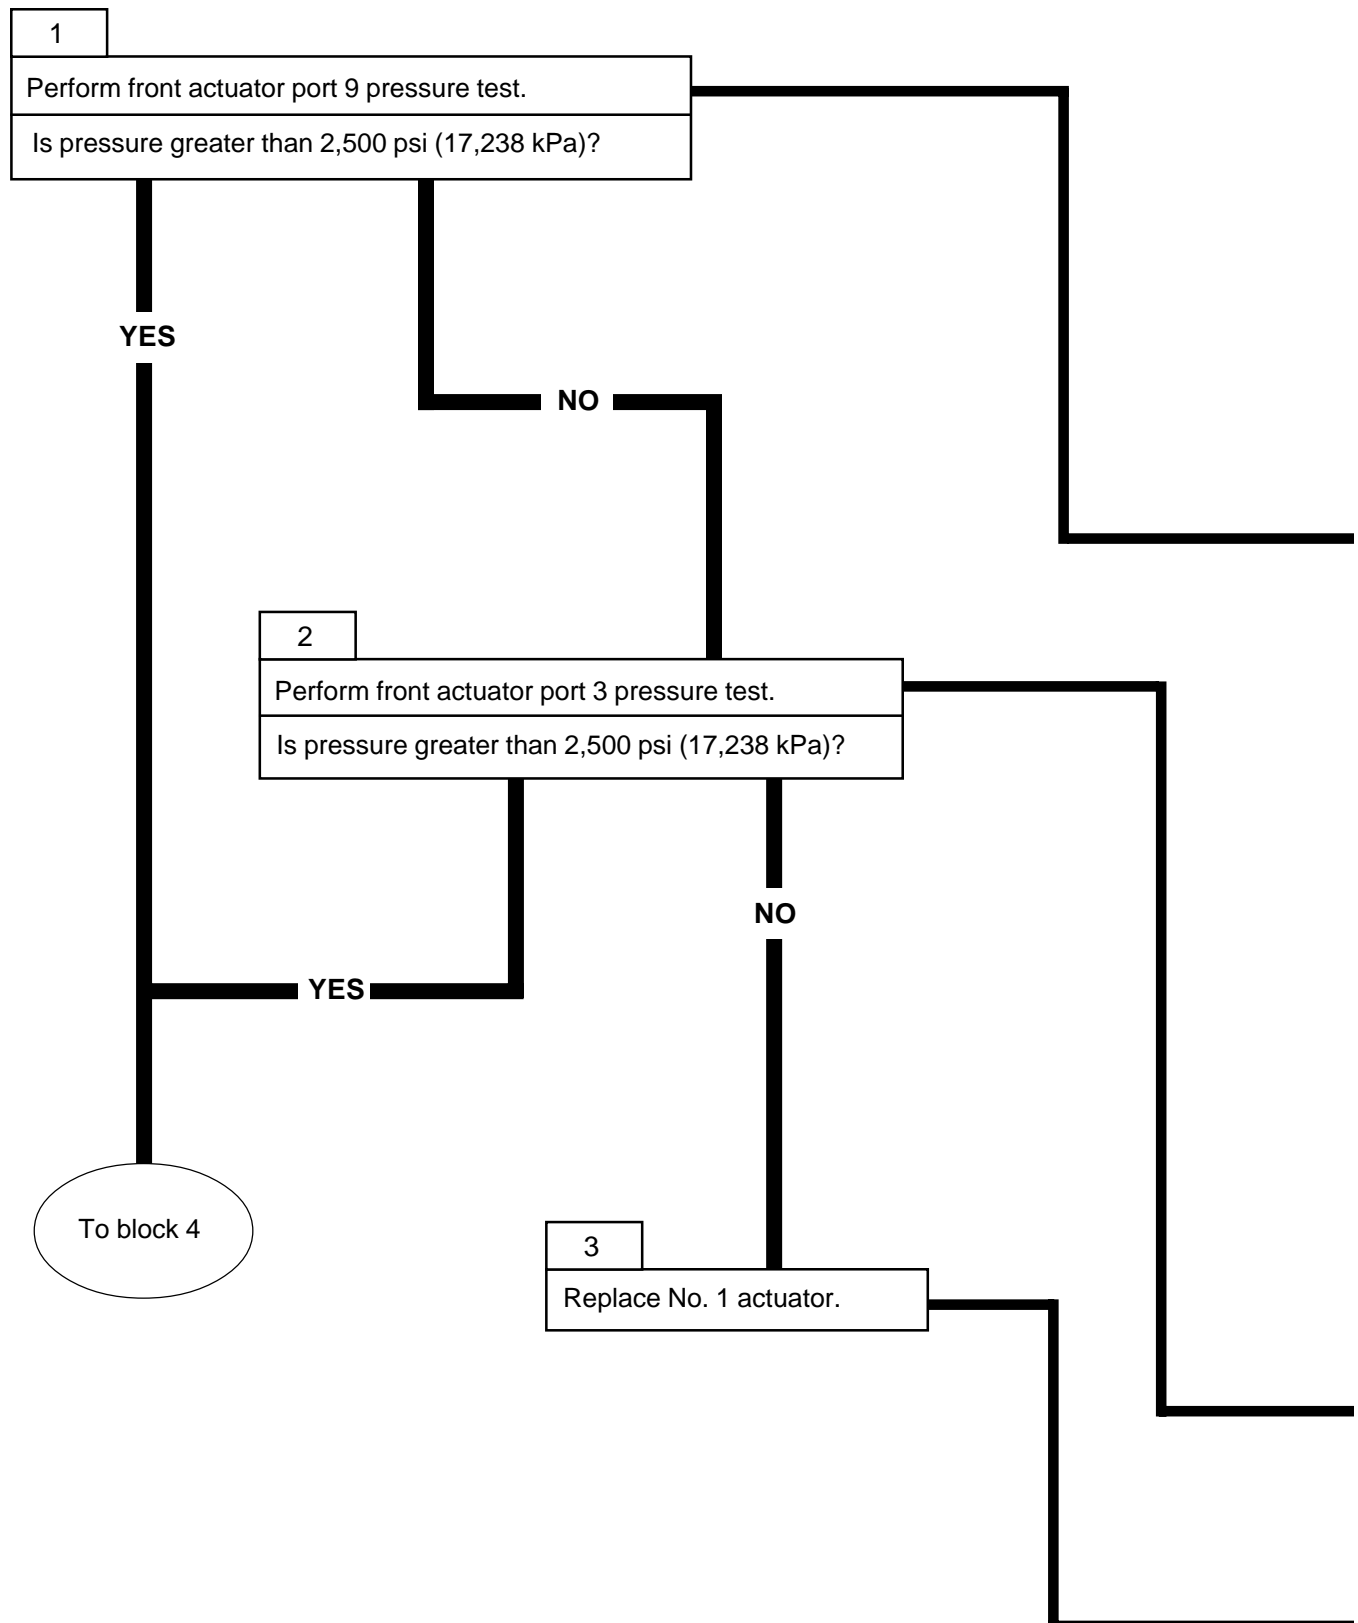 1
Perform front actuator port 9 pressure test.
Is pressure greater than 2,500 psi (17,238 kPa)?
YES
NO
2
Perform front actuator port 3 pressure test.
Is pressure greater than 2,500 psi (17,238 kPa)?
NO
YES
To block 4
3
Replace No. 1 actuator.